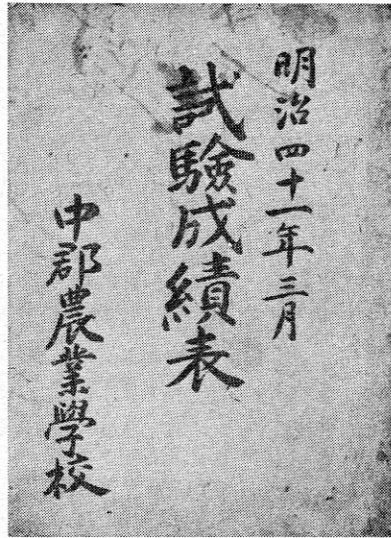 明治四十一年三月
試驗成績表
中郡農業學校